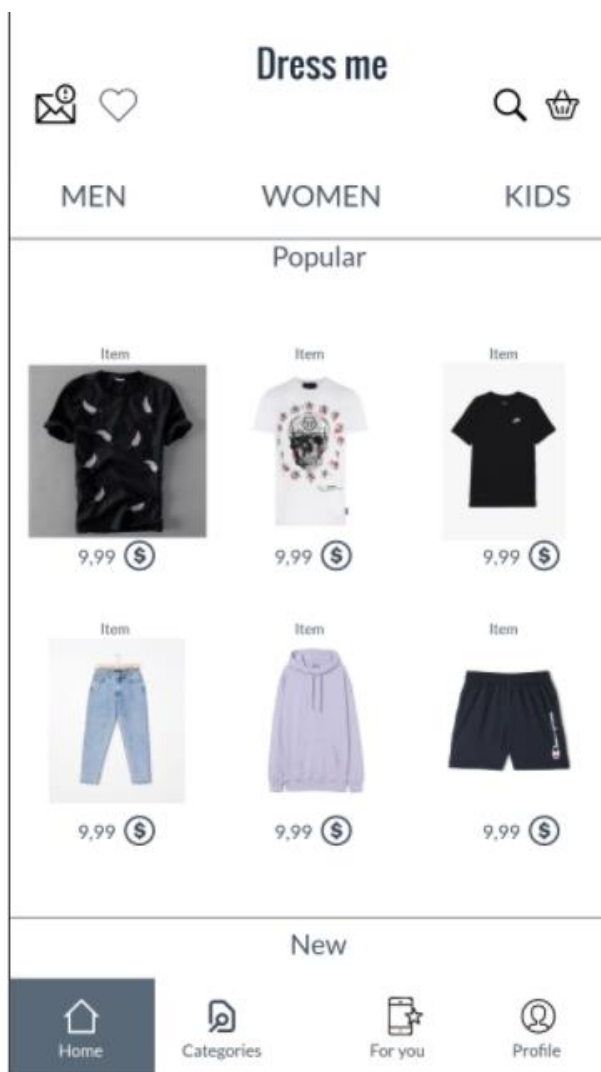 Dress me
MEN WOMEN KIDS
Popular
Item Item Item
9,99 $ 9,99 $ 9,99 $
Item Item Item
9,99 $ 9,99 $ 9,99 $
New
Home Categories For you Profile